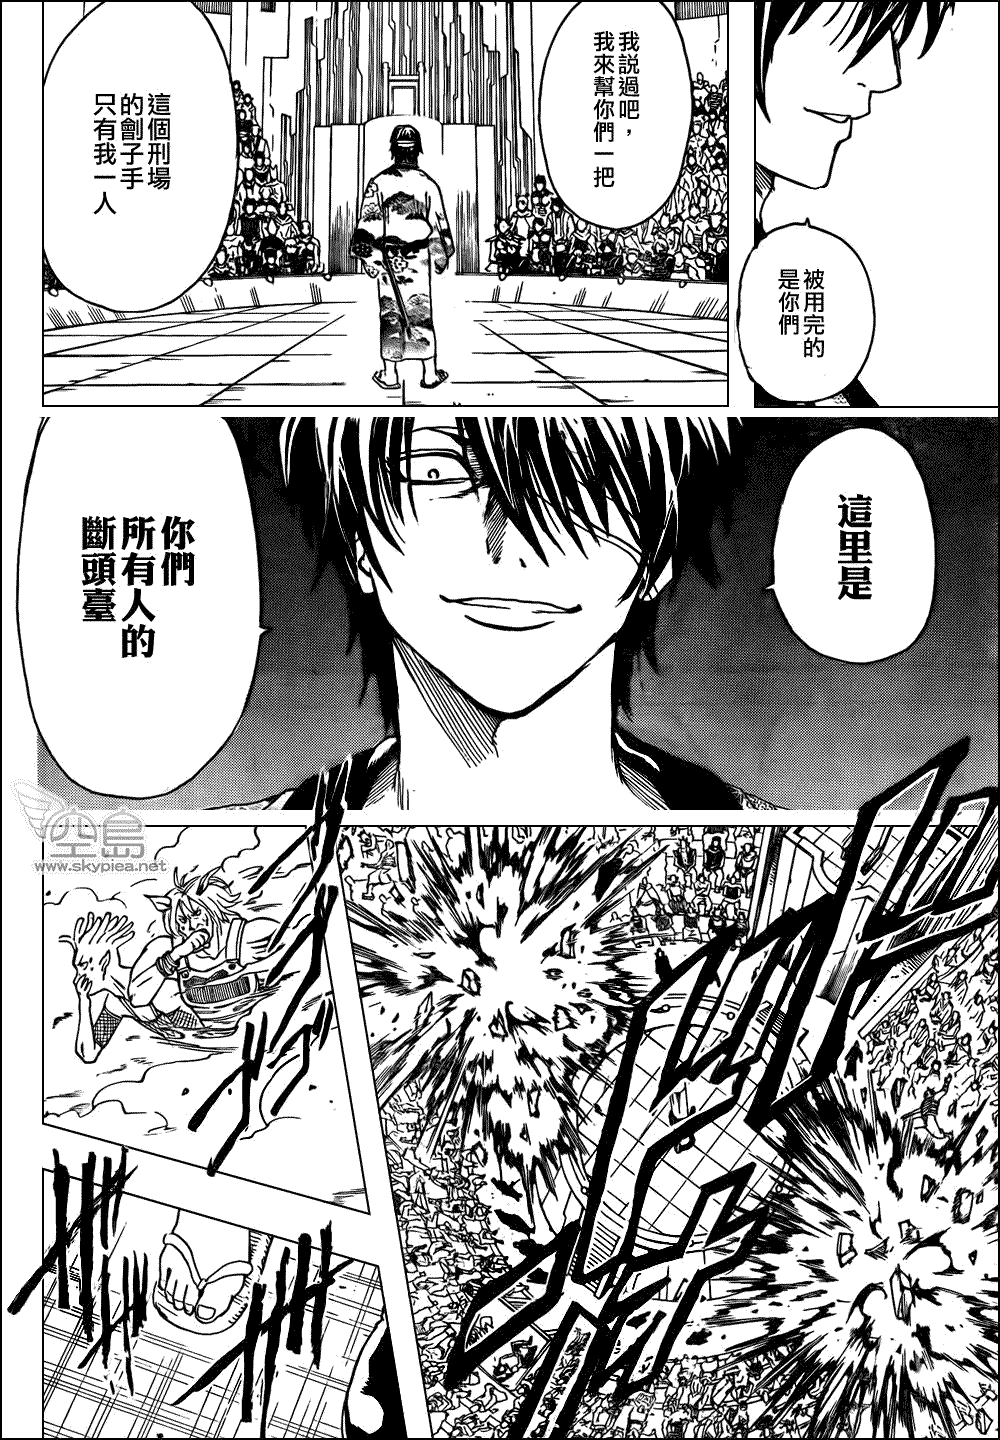 被用完的
是你們
我説過吧，
我來幫你們一把
這個刑場
的劊子手
只有我一人
這里是
你們
所有人的
斷頭臺
空島
www.skypiea.net